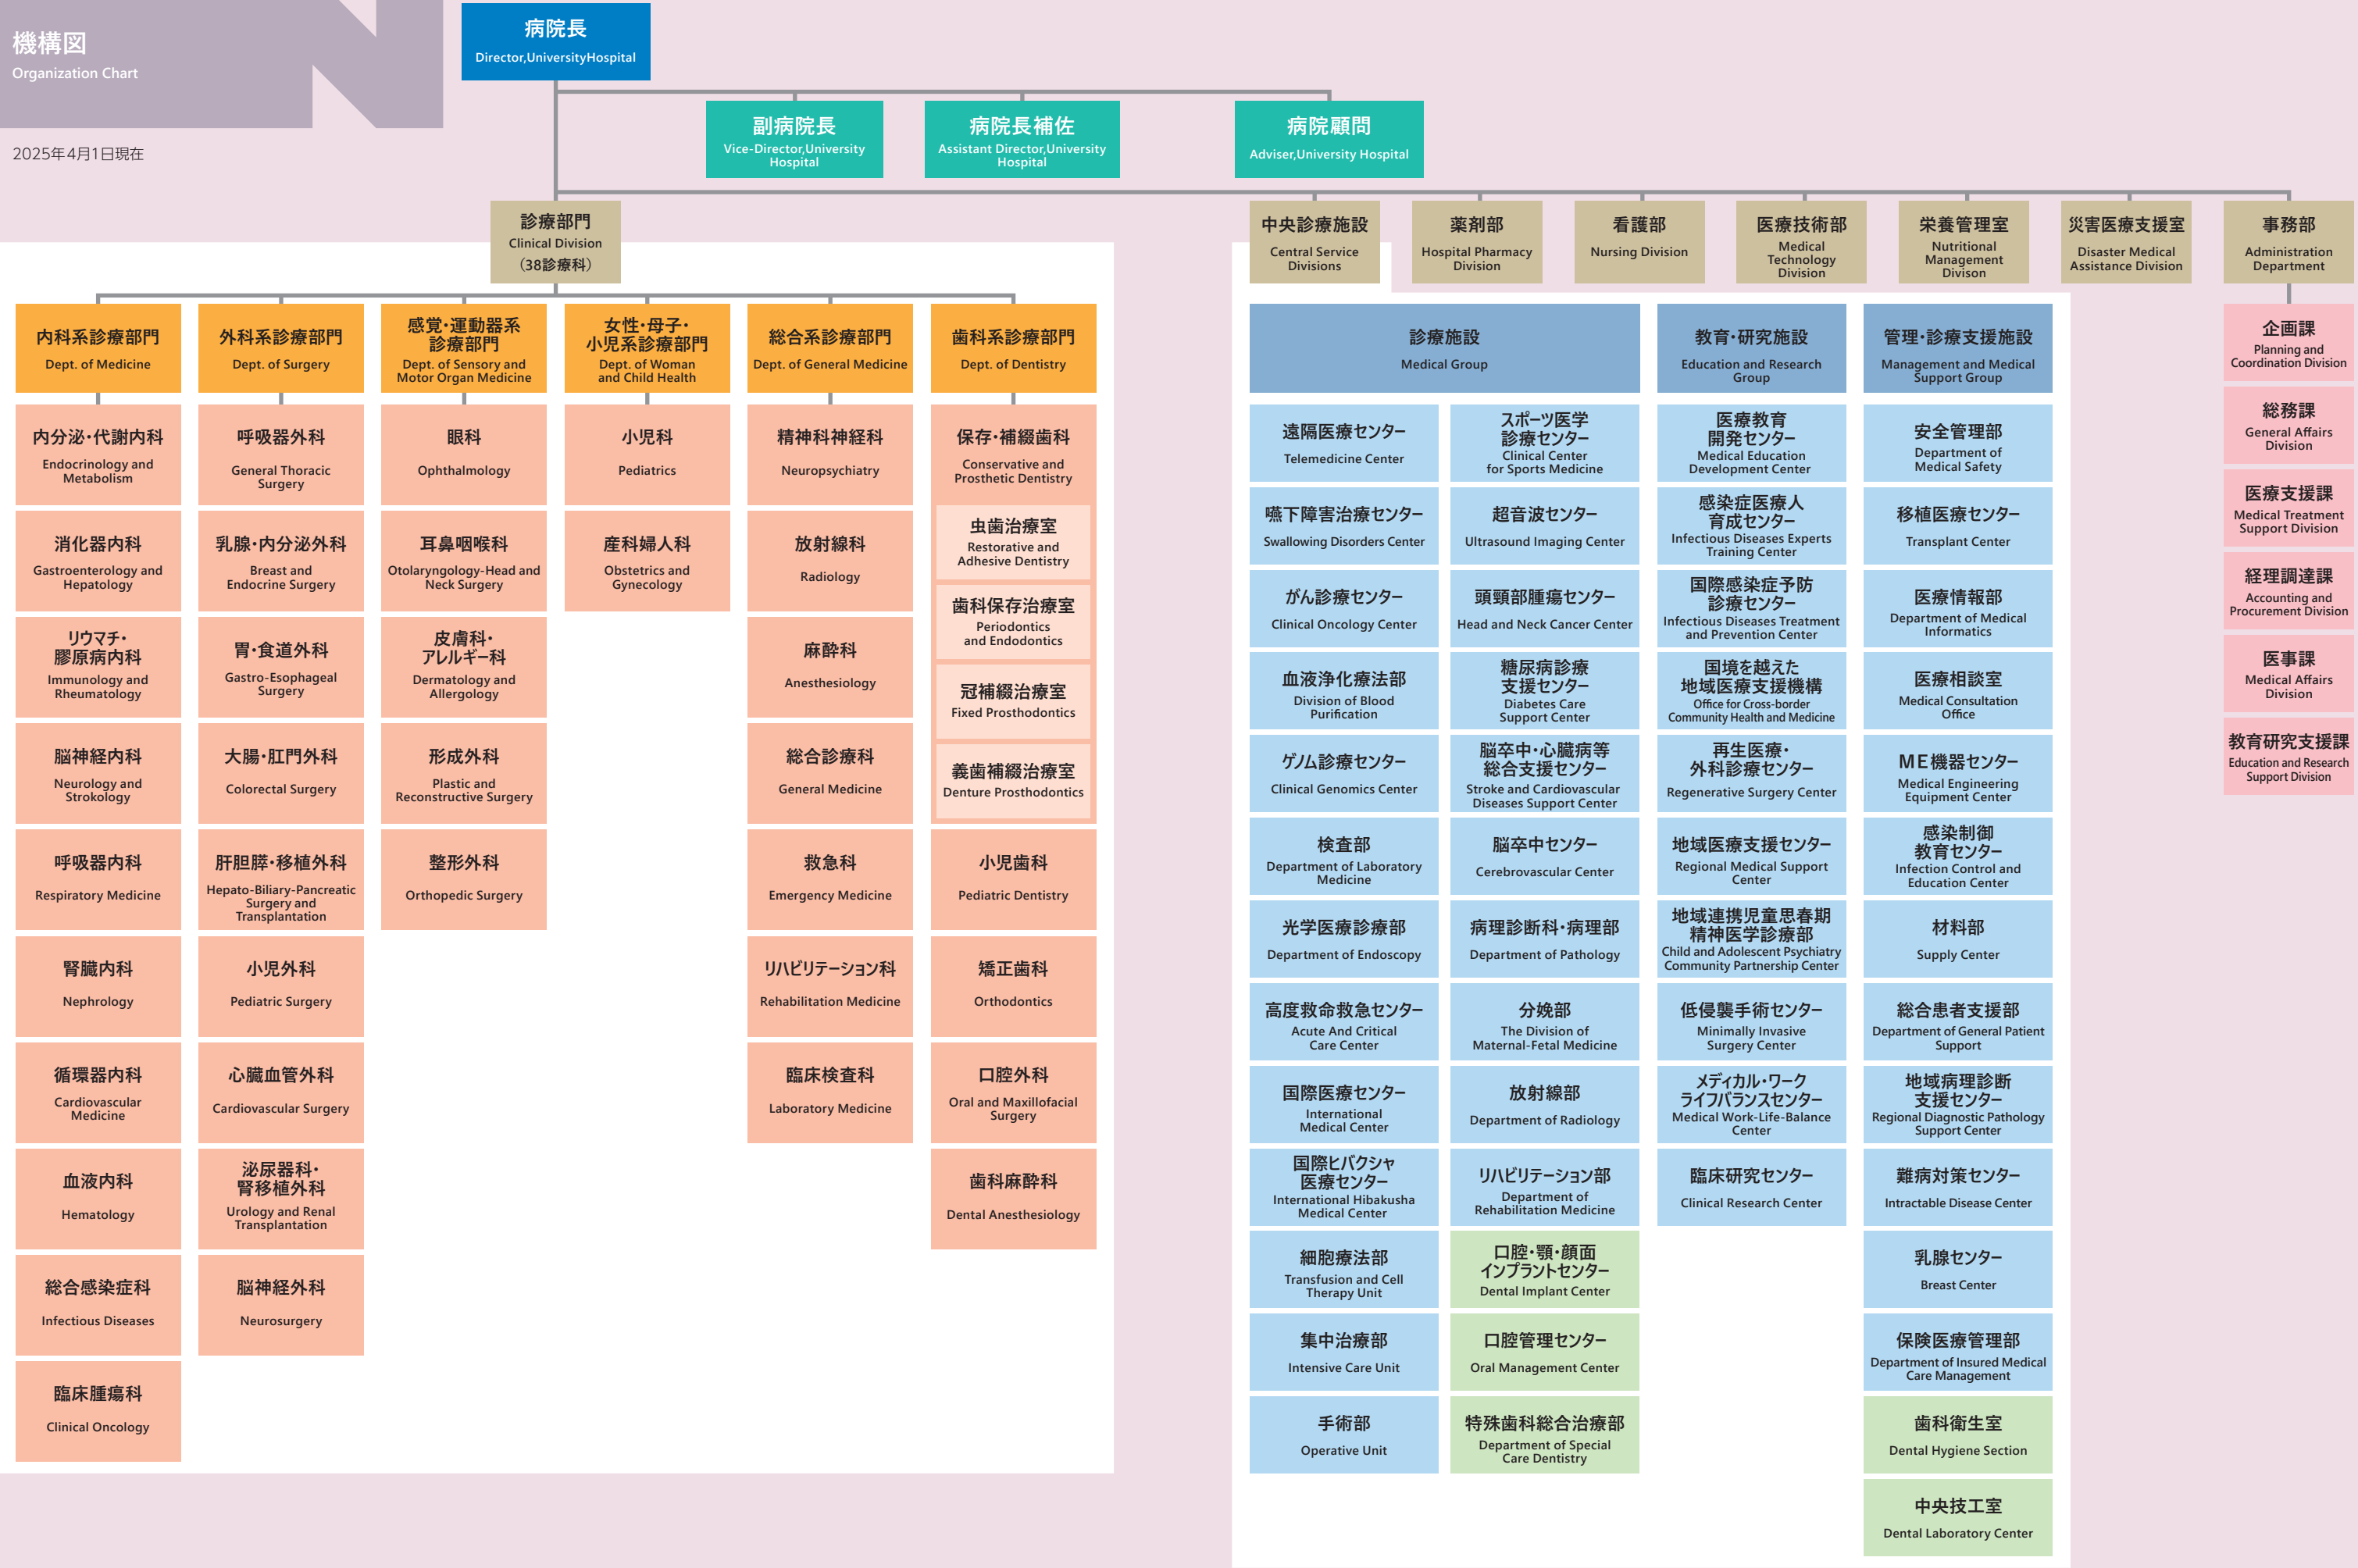 機構図
Organization Chart
2025年4月1日現在
病院長
Director,UniversityHospital
副病院長
Vice-Director,University
Hospital
病院長補佐
Assistant Director,University
Hospital
病院顧問
Adviser,University Hospital
診療部門
Clinical Division
（38診療科）
中央診療施設
Central Service
Divisions
薬剤部
Hospital Pharmacy
Division
看護部
Nursing Division
医療技術部
Medical
Technology
Division
栄養管理室
Nutritional
Management
Divison
災害医療支援室
Disaster Medical
Assistance Division
事務部
Administration
Department
内科系診療部門
Dept. of Medicine
内分泌・代謝内科
Endocrinology and
Metabolism
消化器内科
Gastroenterology and
Hepatology
リウマチ・
膠原病内科
Immunology and
Rheumatology
脳神経内科
Neurology and
Strokology
呼吸器内科
Respiratory Medicine
腎臓内科
Nephrology
循環器内科
Cardiovascular
Medicine
血液内科
Hematology
総合感染症科
Infectious Diseases
臨床腫瘍科
Clinical Oncology
外科系診療部門
Dept. of Surgery
呼吸器外科
General Thoracic
Surgery
乳腺・内分泌外科
Breast and
Endocrine Surgery
胃・食道外科
Gastro-Esophageal
Surgery
大腸・肛門外科
Colorectal Surgery
肝胆膵・移植外科
Hepato-Biliary-Pancreatic
Surgery and
Transplantation
小児外科
Pediatric Surgery
心臓血管外科
Cardiovascular Surgery
泌尿器科・
腎移植外科
Urology and Renal
Transplantation
脳神経外科
Neurosurgery
感覚・運動器系
診療部門
Dept. of Sensory and
Motor Organ Medicine
眼科
Ophthalmology
耳鼻咽喉科
Otolaryngology-Head and
Neck Surgery
皮膚科・
アレルギー科
Dermatology and
Allergology
形成外科
Plastic and
Reconstructive Surgery
整形外科
Orthopedic Surgery
女性・母子・
小児系診療部門
Dept. of Woman
and Child Health
小児科
Pediatrics
産科婦人科
Obstetrics and
Gynecology
総合系診療部門
Dept. of General Medicine
精神科神経科
Neuropsychiatry
放射線科
Radiology
麻酔科
Anesthesiology
総合診療科
General Medicine
救急科
Emergency Medicine
リハビリテーション科
Rehabilitation Medicine
臨床検査科
Laboratory Medicine
歯科系診療部門
Dept. of Dentistry
保存・補綴歯科
Conservative and
Prosthetic Dentistry
虫歯治療室
Restorative and
Adhesive Dentistry
歯科保存治療室
Periodontics
and Endodontics
冠補綴治療室
Fixed Prosthodontics
義歯補綴治療室
Denture Prosthodontics
小児歯科
Pediatric Dentistry
矯正歯科
Orthodontics
口腔外科
Oral and Maxillofacial
Surgery
歯科麻酔科
Dental Anesthesiology
診療施設
Medical Group
遠隔医療センター
Telemedicine Center
嚥下障害治療センター
Swallowing Disorders Center
がん診療センター
Clinical Oncology Center
血液浄化療法部
Division of Blood
Purification
ゲノム診療センター
Clinical Genomics Center
検査部
Department of Laboratory
Medicine
光学医療診療部
Department of Endoscopy
高度救命救急センター
Acute And Critical
Care Center
国際医療センター
International
Medical Center
国際ヒバクシャ
医療センター
International Hibakusha
Medical Center
細胞療法部
Transfusion and Cell
Therapy Unit
集中治療部
Intensive Care Unit
手術部
Operative Unit
スポーツ医学
診療センター
Clinical Center
for Sports Medicine
超音波センター
Ultrasound Imaging Center
頭頸部腫瘍センター
Head and Neck Cancer Center
糖尿病診療
支援センター
Diabetes Care
Support Center
脳卒中・心臓病等
総合支援センター
Stroke and Cardiovascular
Diseases Support Center
脳卒中センター
Cerebrovascular Center
病理診断科・病理部
Department of Pathology
分娩部
The Division of
Maternal-Fetal Medicine
放射線部
Department of Radiology
リハビリテーション部
Department of
Rehabilitation Medicine
口腔・顎・顔面
インプラントセンター
Dental Implant Center
口腔管理センター
Oral Management Center
特殊歯科総合治療部
Department of Special
Care Dentistry
教育・研究施設
Education and Research
Group
医療教育
開発センター
Medical Education
Development Center
感染症医療人
育成センター
Infectious Diseases Experts
Training Center
国際感染症予防
診療センター
Infectious Diseases Treatment
and Prevention Center
国境を越えた
地域医療支援機構
Office for Cross-border
Community Health and Medicine
再生医療・
外科診療センター
Regenerative Surgery Center
地域医療支援センター
Regional Medical Support
Center
地域連携児童思春期
精神医学診療部
Child and Adolescent Psychiatry
Community Partnership Center
低侵襲手術センター
Minimally Invasive
Surgery Center
メディカル・ワーク
ライフバランスセンター
Medical Work-Life-Balance
Center
臨床研究センター
Clinical Research Center
管理・診療支援施設
Management and Medical
Support Group
安全管理部
Department of
Medical Safety
移植医療センター
Transplant Center
医療情報部
Department of Medical
Informatics
医療相談室
Medical Consultation
Office
ME機器センター
Medical Engineering
Equipment Center
感染制御
教育センター
Infection Control and
Education Center
材料部
Supply Center
総合患者支援部
Department of General Patient
Support
地域病理診断
支援センター
Regional Diagnostic Pathology
Support Center
難病対策センター
Intractable Disease Center
乳腺センター
Breast Center
保険医療管理部
Department of Insured Medical
Care Management
歯科衛生室
Dental Hygiene Section
中央技工室
Dental Laboratory Center
企画課
Planning and
Coordination Division
総務課
General Affairs
Division
医療支援課
Medical Treatment
Support Division
経理調達課
Accounting and
Procurement Division
医事課
Medical Affairs
Division
教育研究支援課
Education and Research
Support Division